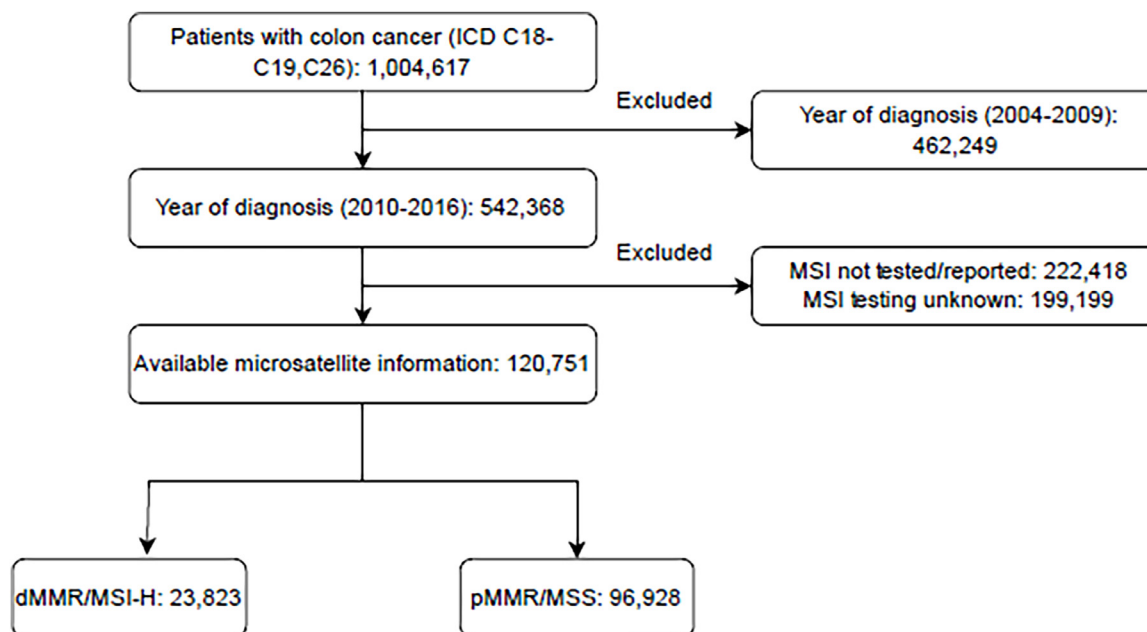 Patients with colon cancer (ICD C18-
C19,C26): 1,004,617
Excluded
Year of diagnosis (2004-2009):
462,249
Year of diagnosis (2010-2016): 542,368
Excluded
MSI not tested/reported: 222,418
MSI testing unknown: 199,199
Available microsatellite information: 120,751
dMMR/MSI-H: 23,823
pMMR/MSS: 96,928